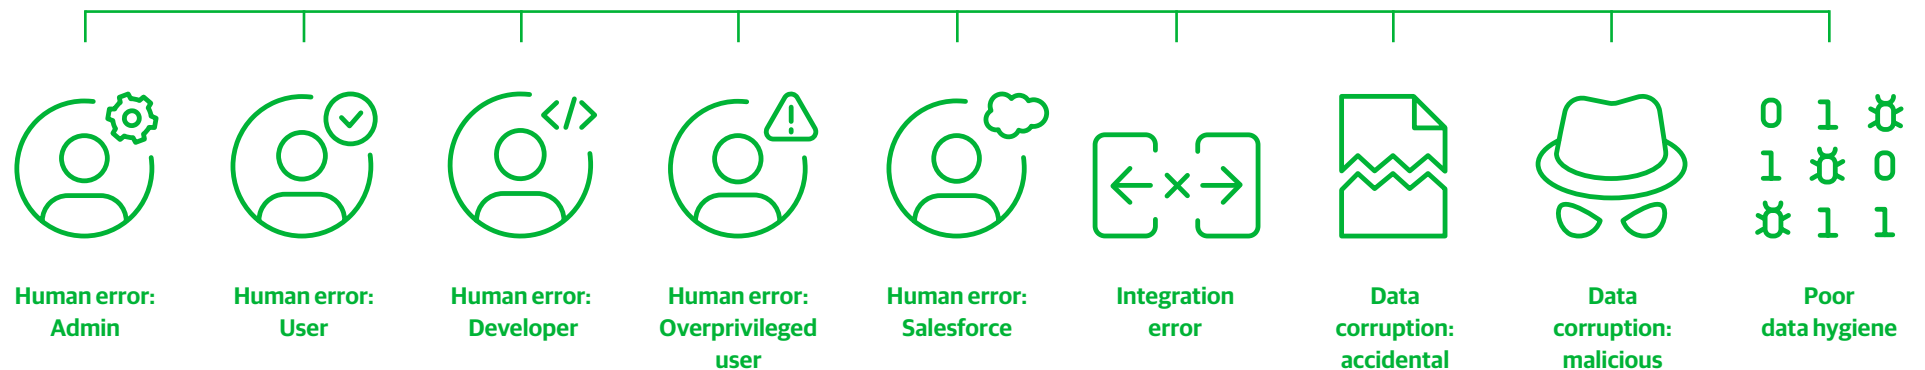 </>
0 1
1 0
1 1
Human error:
Admin
Human error:
User
Human error:
Developer
Human error:
Overprivileged
user
Human error:
Salesforce
Integration
error
Data
corruption:
accidental
Data
corruption:
malicious
Poor
data hygiene